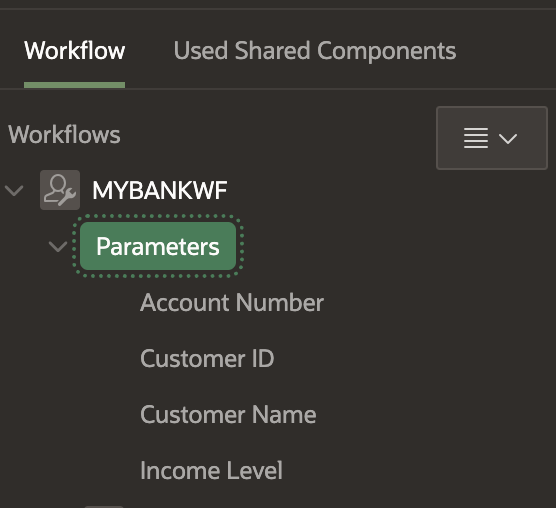 Workflow Used Shared Components
Workflows
MYBANKWF
Parameters
Account Number
Customer ID
Customer Name
Income Level